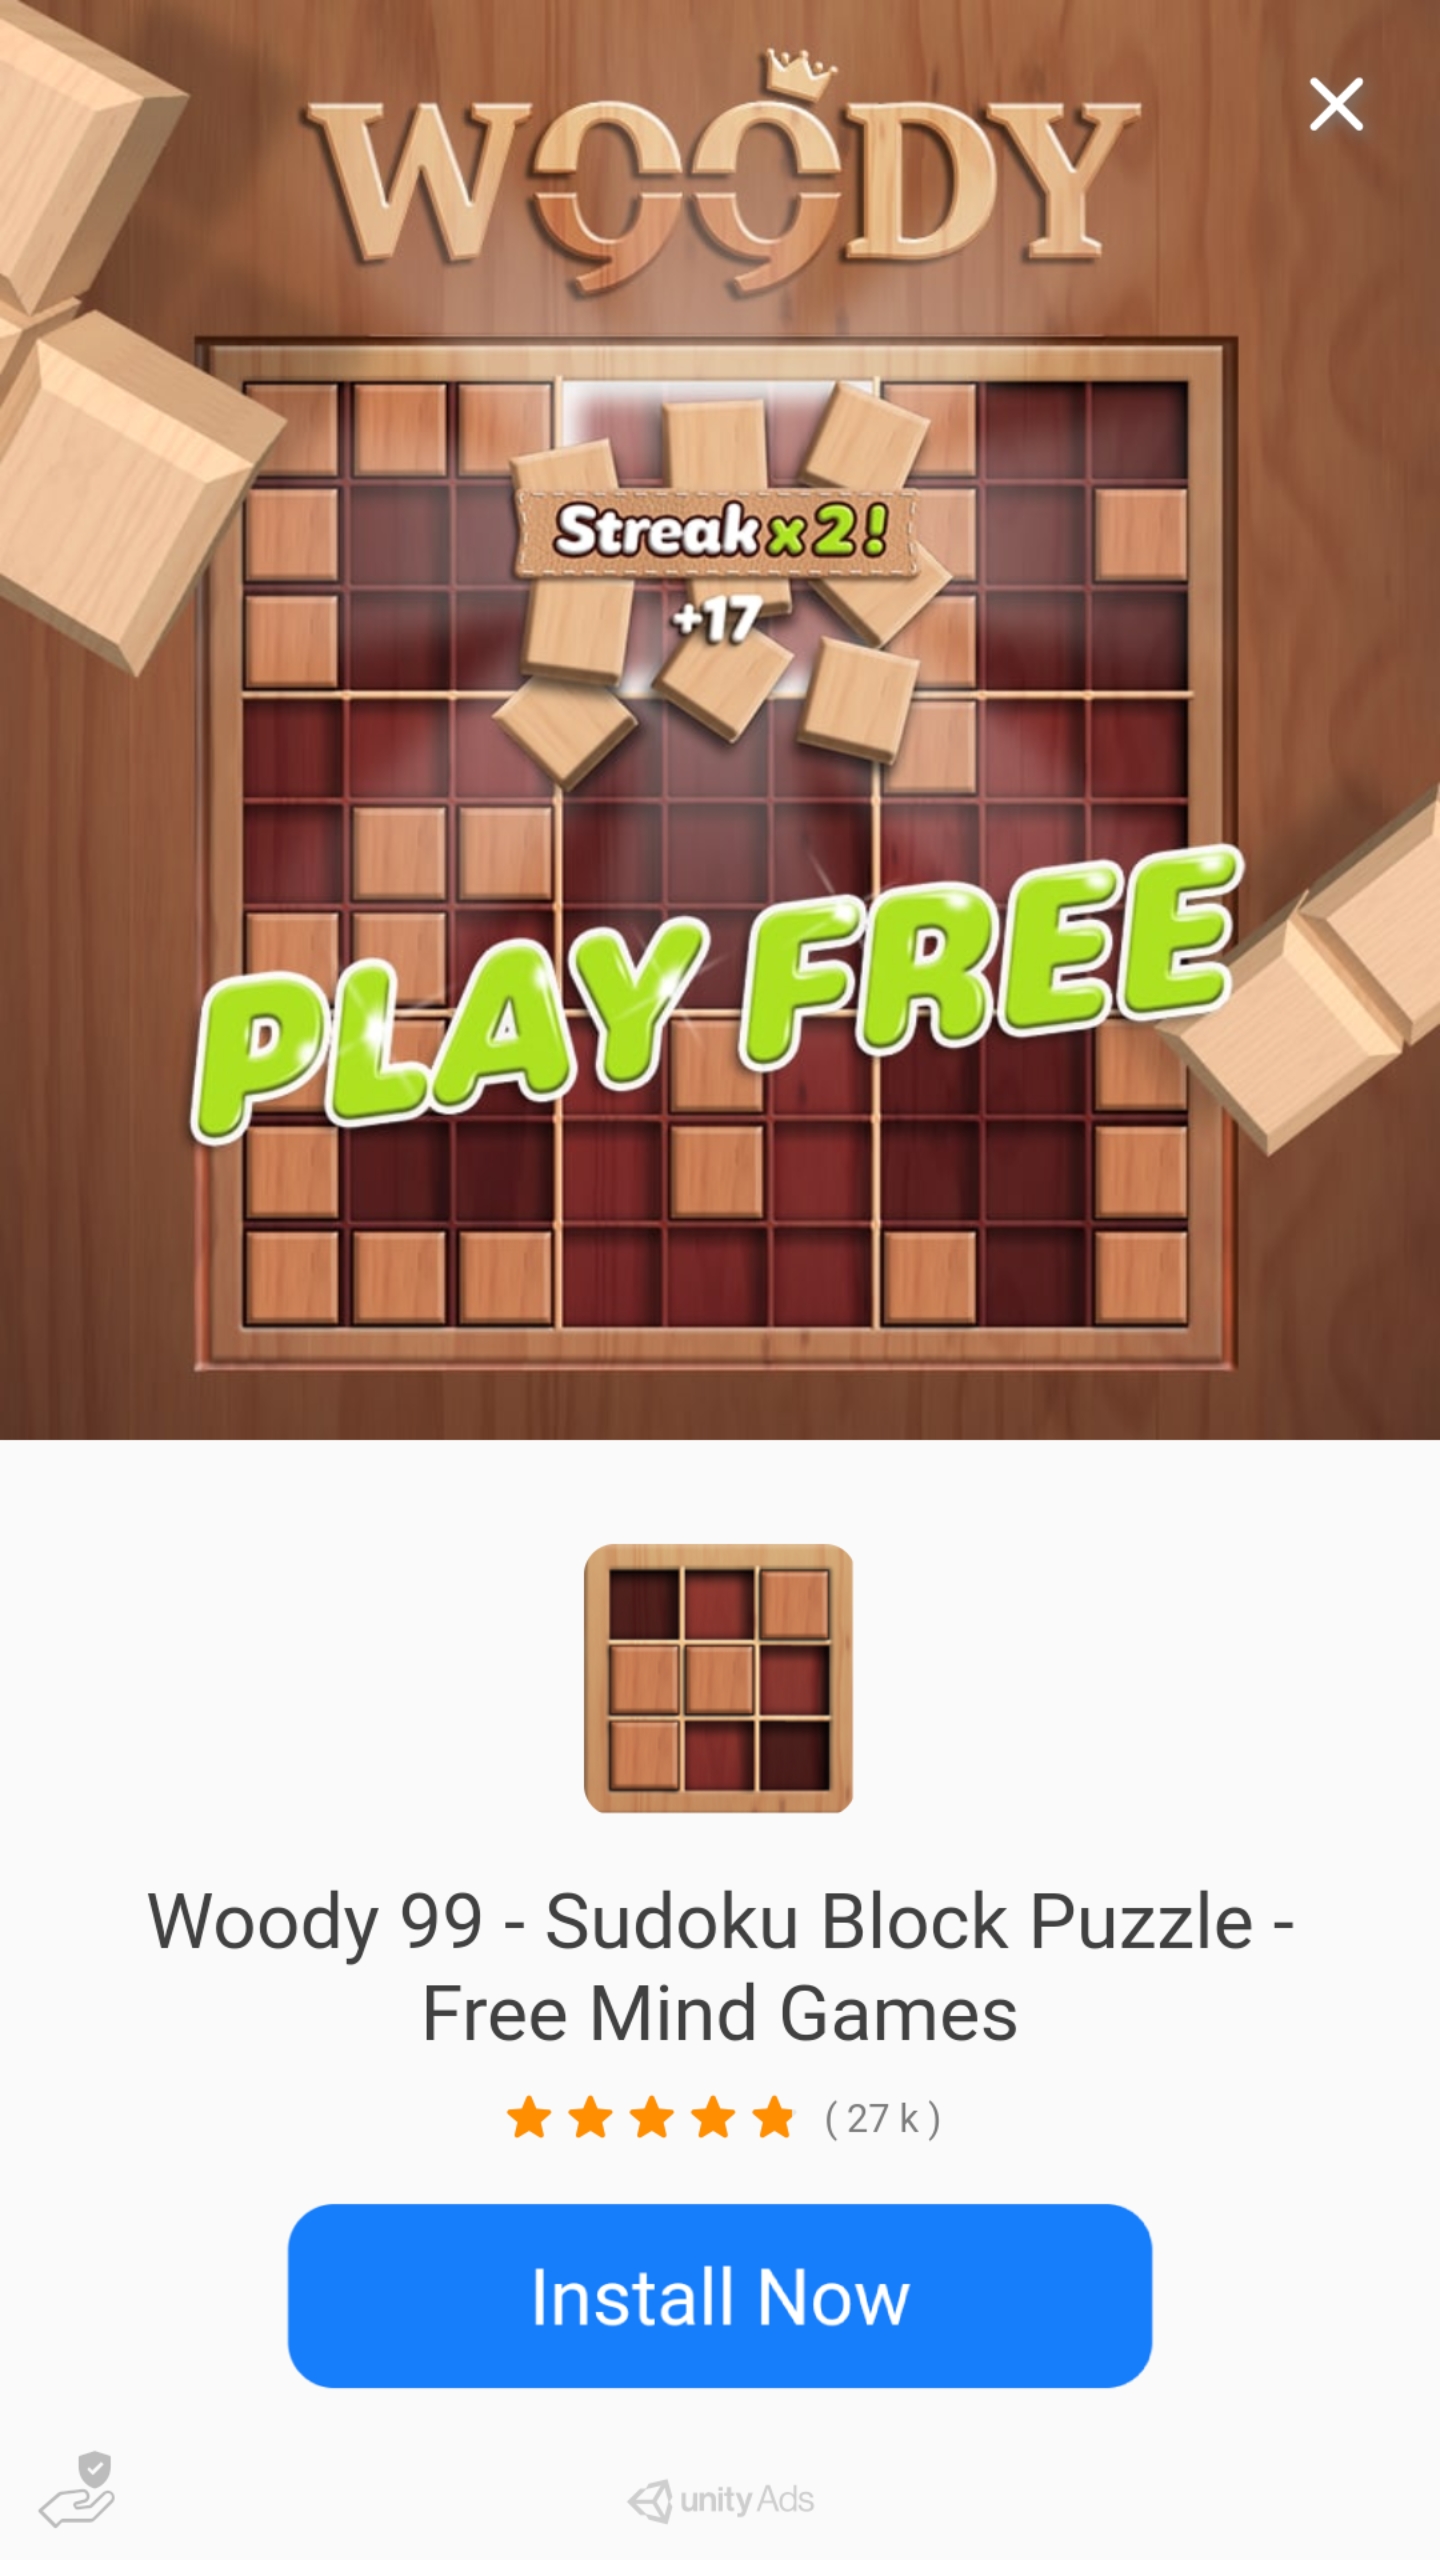 WOODY
Streak x2!
+17
PLAY FREE
Woody 99 - Sudoku Block Puzzle -
Free Mind Games
( 27 k )
Install Now
unity Ads